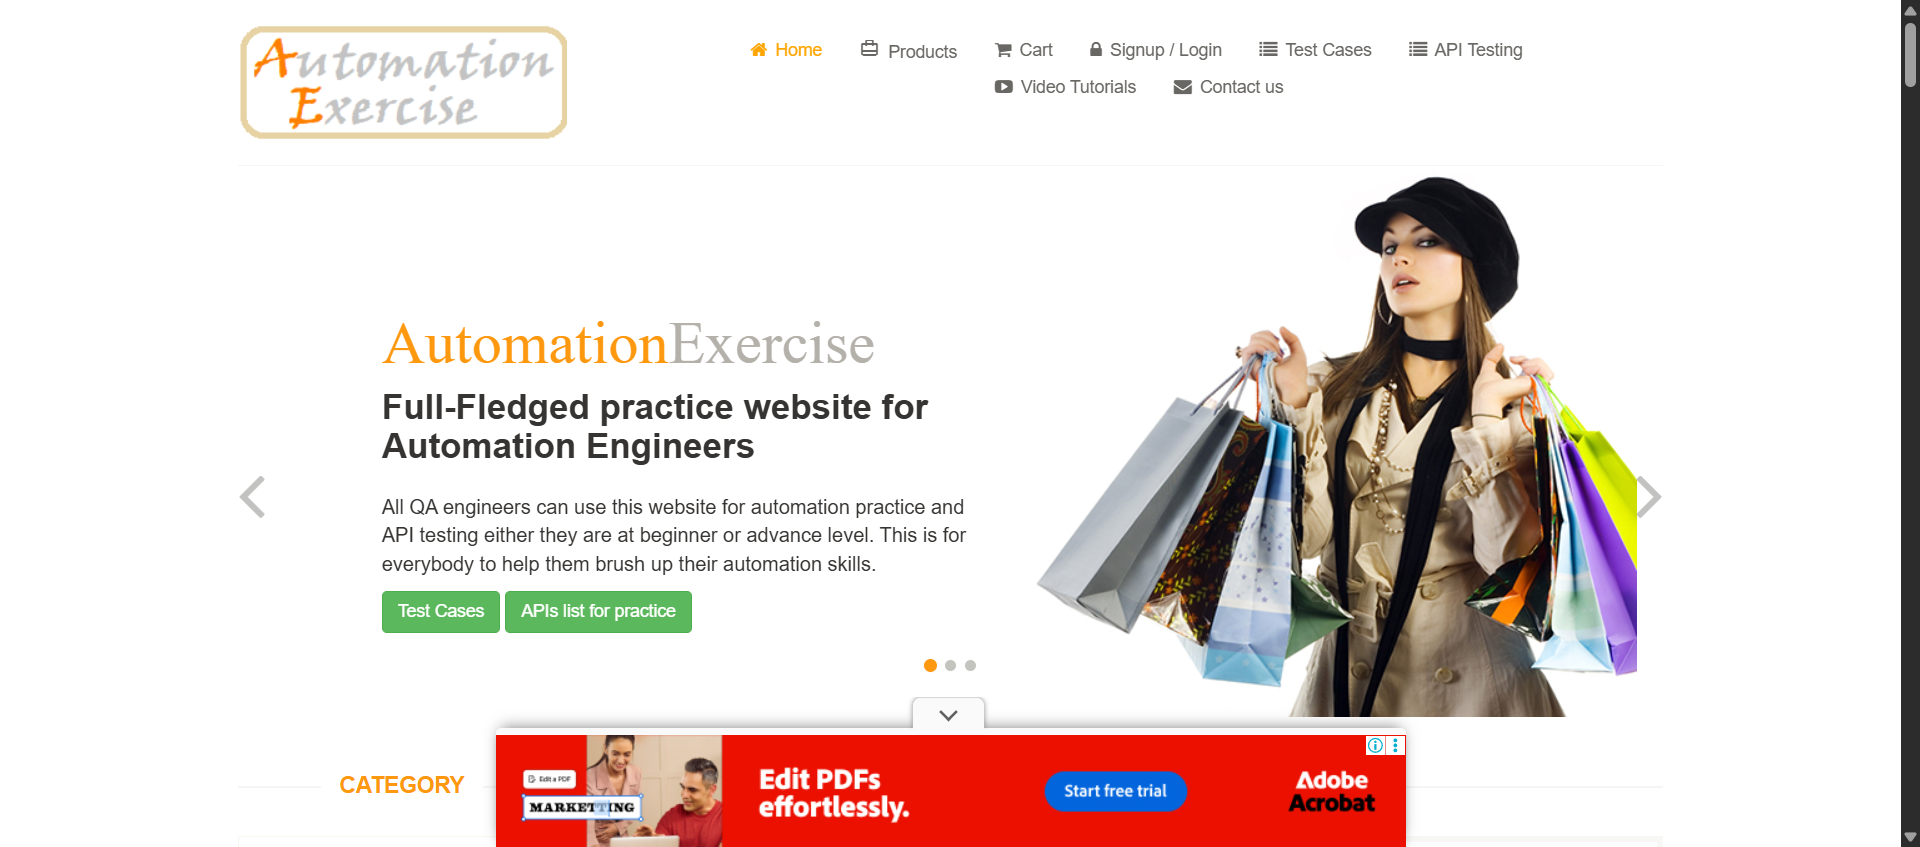 Automation
Exercise
Home
Products
Cart
Signup / Login
Test Cases
API Testing
Video Tutorials
Contact us
AutomationExercise
Full-Fledged practice website for
Automation Engineers
All QA engineers can use this website for automation practice and
API testing either they are at beginner or advance level. This is for
everybody to help them brush up their automation skills.
Test Cases
APIs list for practice
CATEGORY
Edit a PDF
MARKETTING
Edit PDFs
effortlessly.
Start free trial
Adobe
Acrobat